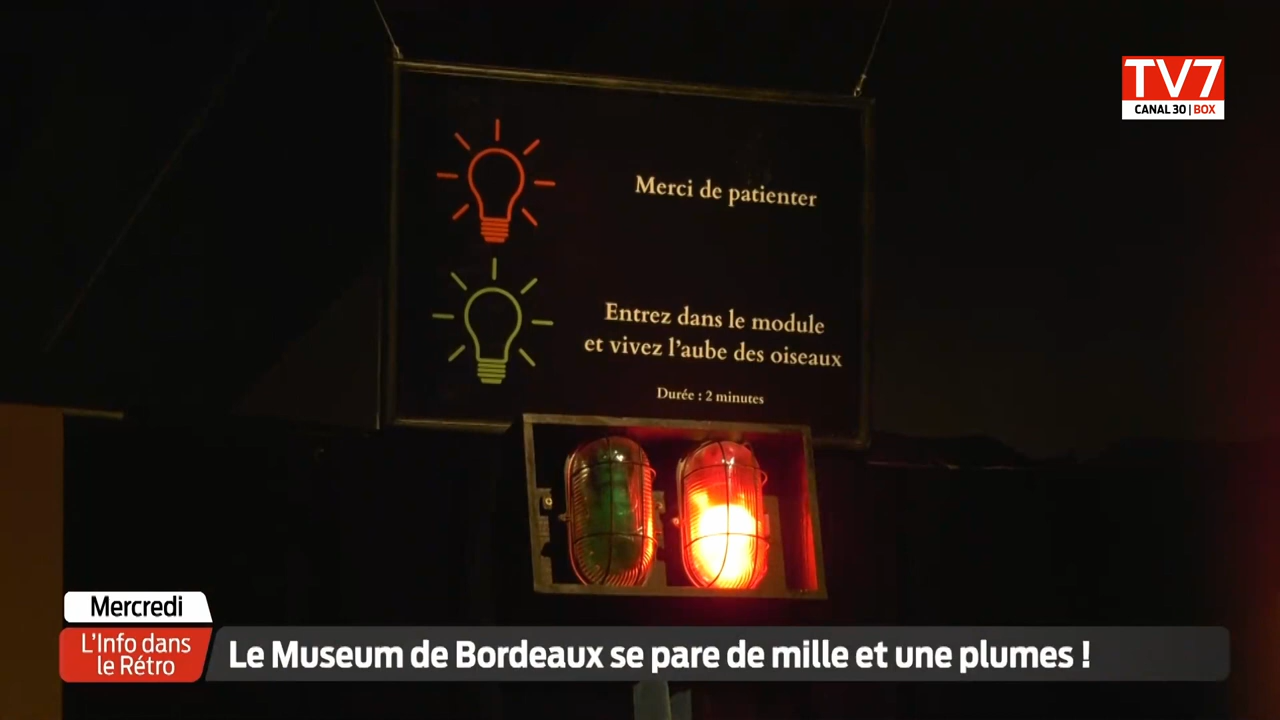 TV7
CANAL 30 | BOX
Merci de patienter
Entrez dans le module
et vivez l'aube des oiseaux
Durée : 2 minutes
Mercredi
L'Info dans
le Rétro
Le Museum de Bordeaux se pare de mille et une plumes !